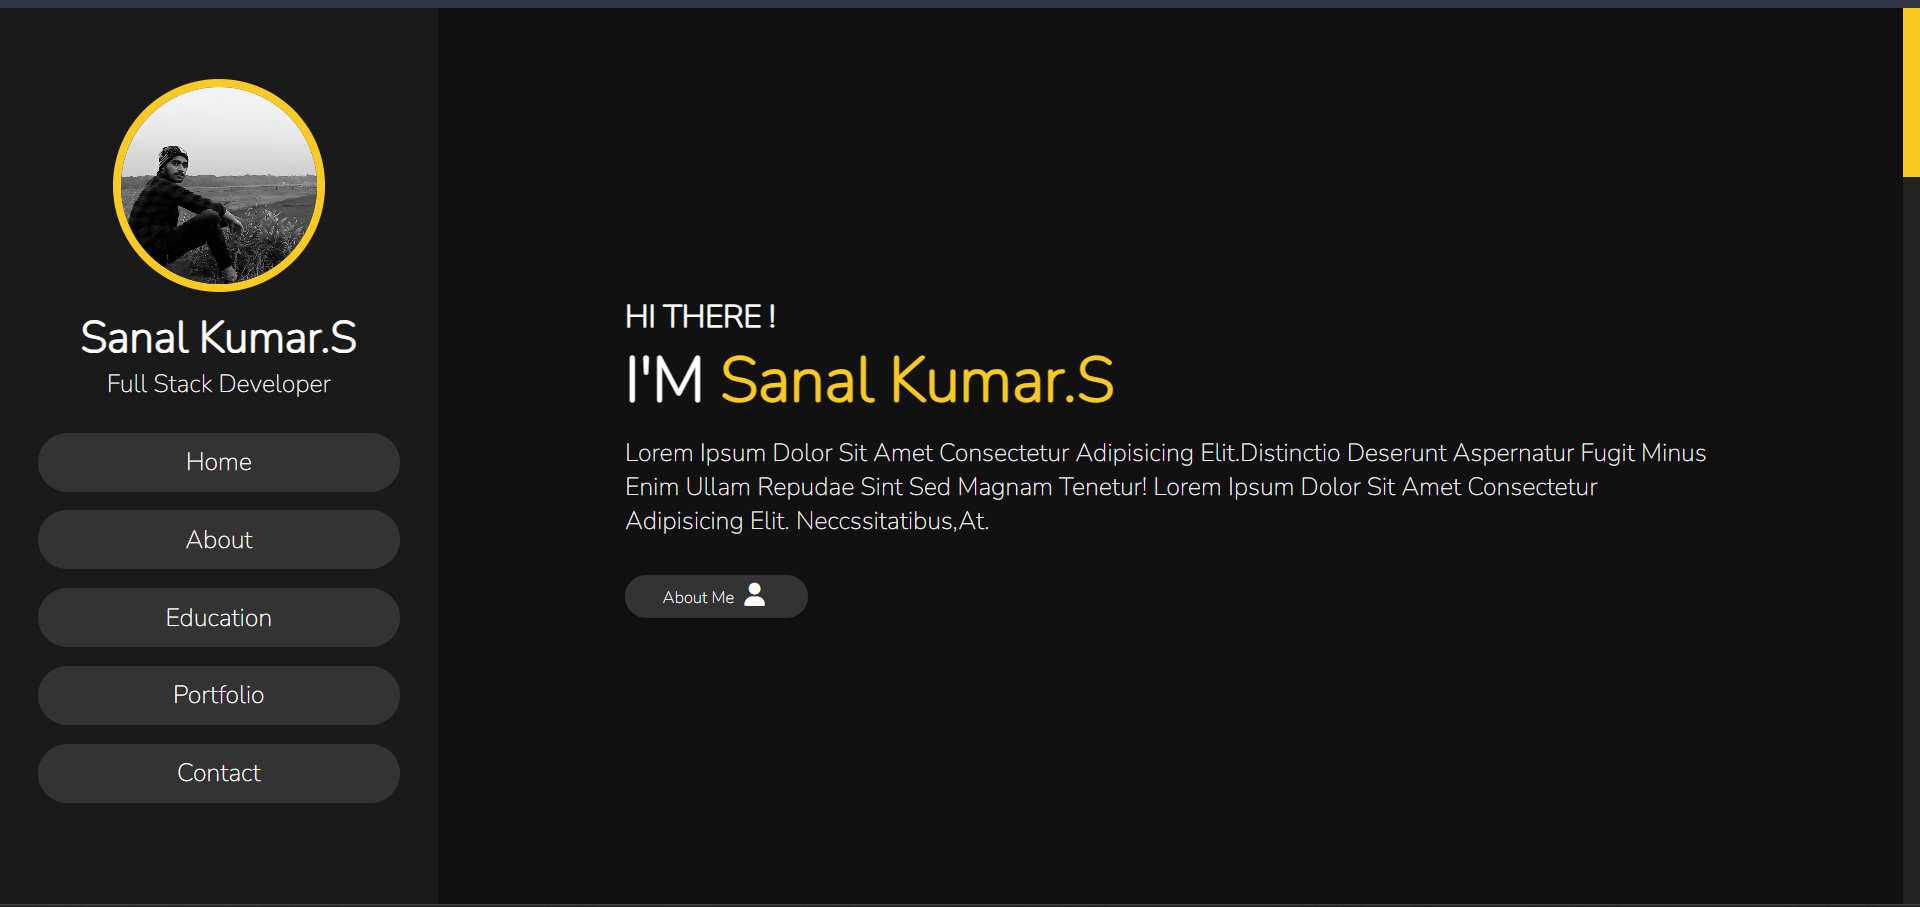 Sanal Kumar.S
Full Stack Developer
Home
About
Education
Portfolio
Contact
HI THERE !
I'M Sanal Kumar.S
Lorem Ipsum Dolor Sit Amet Consectetur Adipisicing Elit.Distinctio Deserunt Aspernatur Fugit Minus
Enim Ullam Repudae Sint Sed Magnam Tenetur! Lorem Ipsum Dolor Sit Amet Consectetur
Adipisicing Elit. Neccssitatibus,At.
About Me